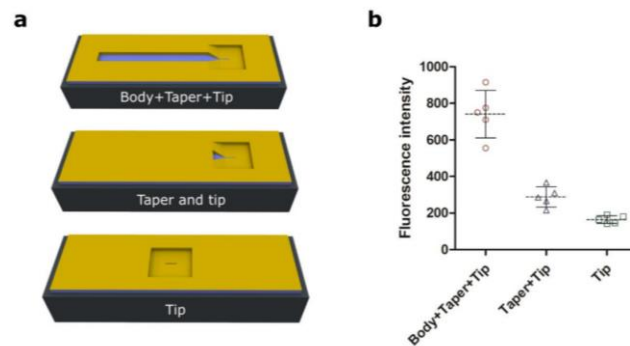 a
Body+Taper+Tip
Taper and tip
Tip
b
Fluorescence intensity
1000
800
600
400
200
0
Body+Taper+Tip
Taper+Tip
Tip